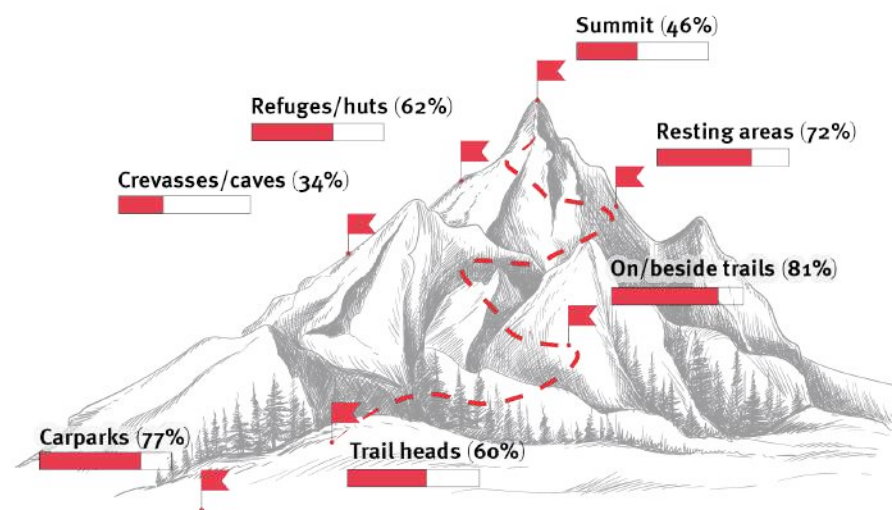 Summit (46%)
Refuges/huts (62%)
Resting areas (72%)
Crevasses/caves (34%)
On/beside trails (81%)
Carparks (77%)
Trail heads (60%)